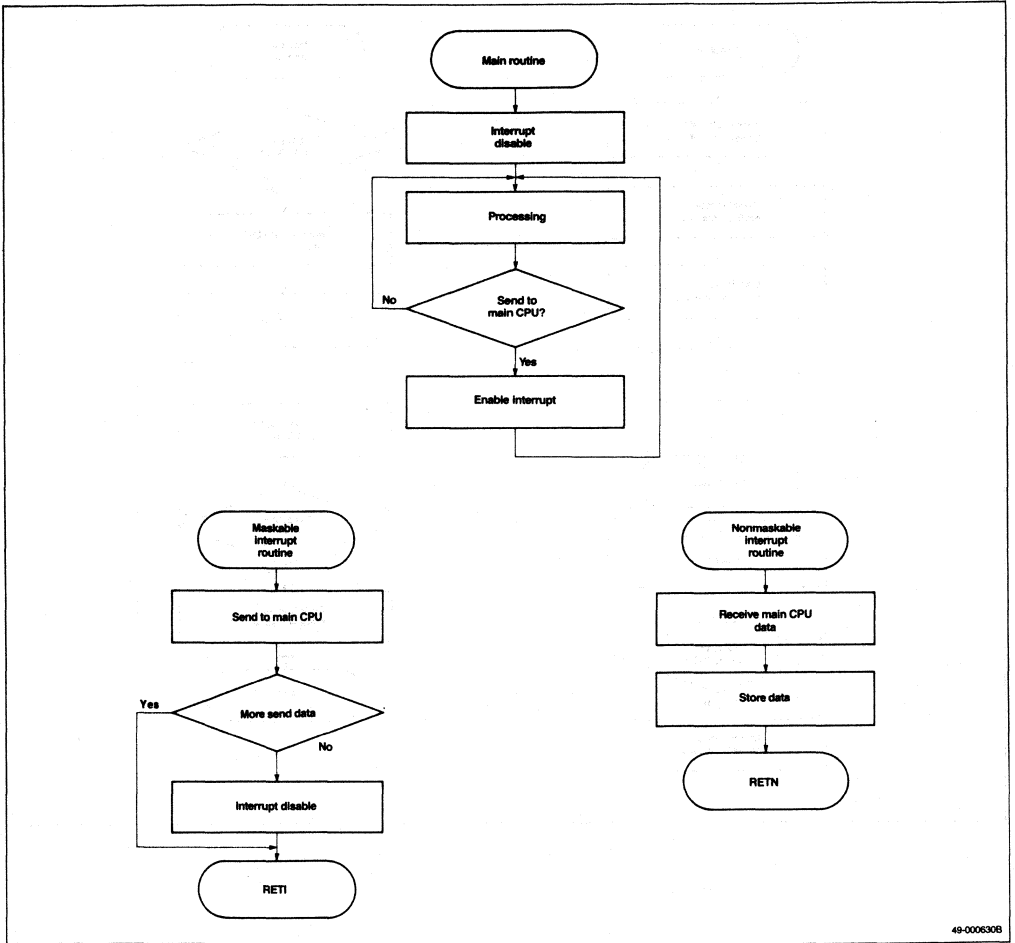 Main routine
Interrupt
disable
Processing
No
Send to
main CPU?
Yes
Enable interrupt
Maskable
interrupt
routine
Send to main CPU
Yes
More send data
No
Interrupt disable
RETI
Nonmaskable
interrupt
routine
Receive main CPU
data
Store data
RETN
49-000630B